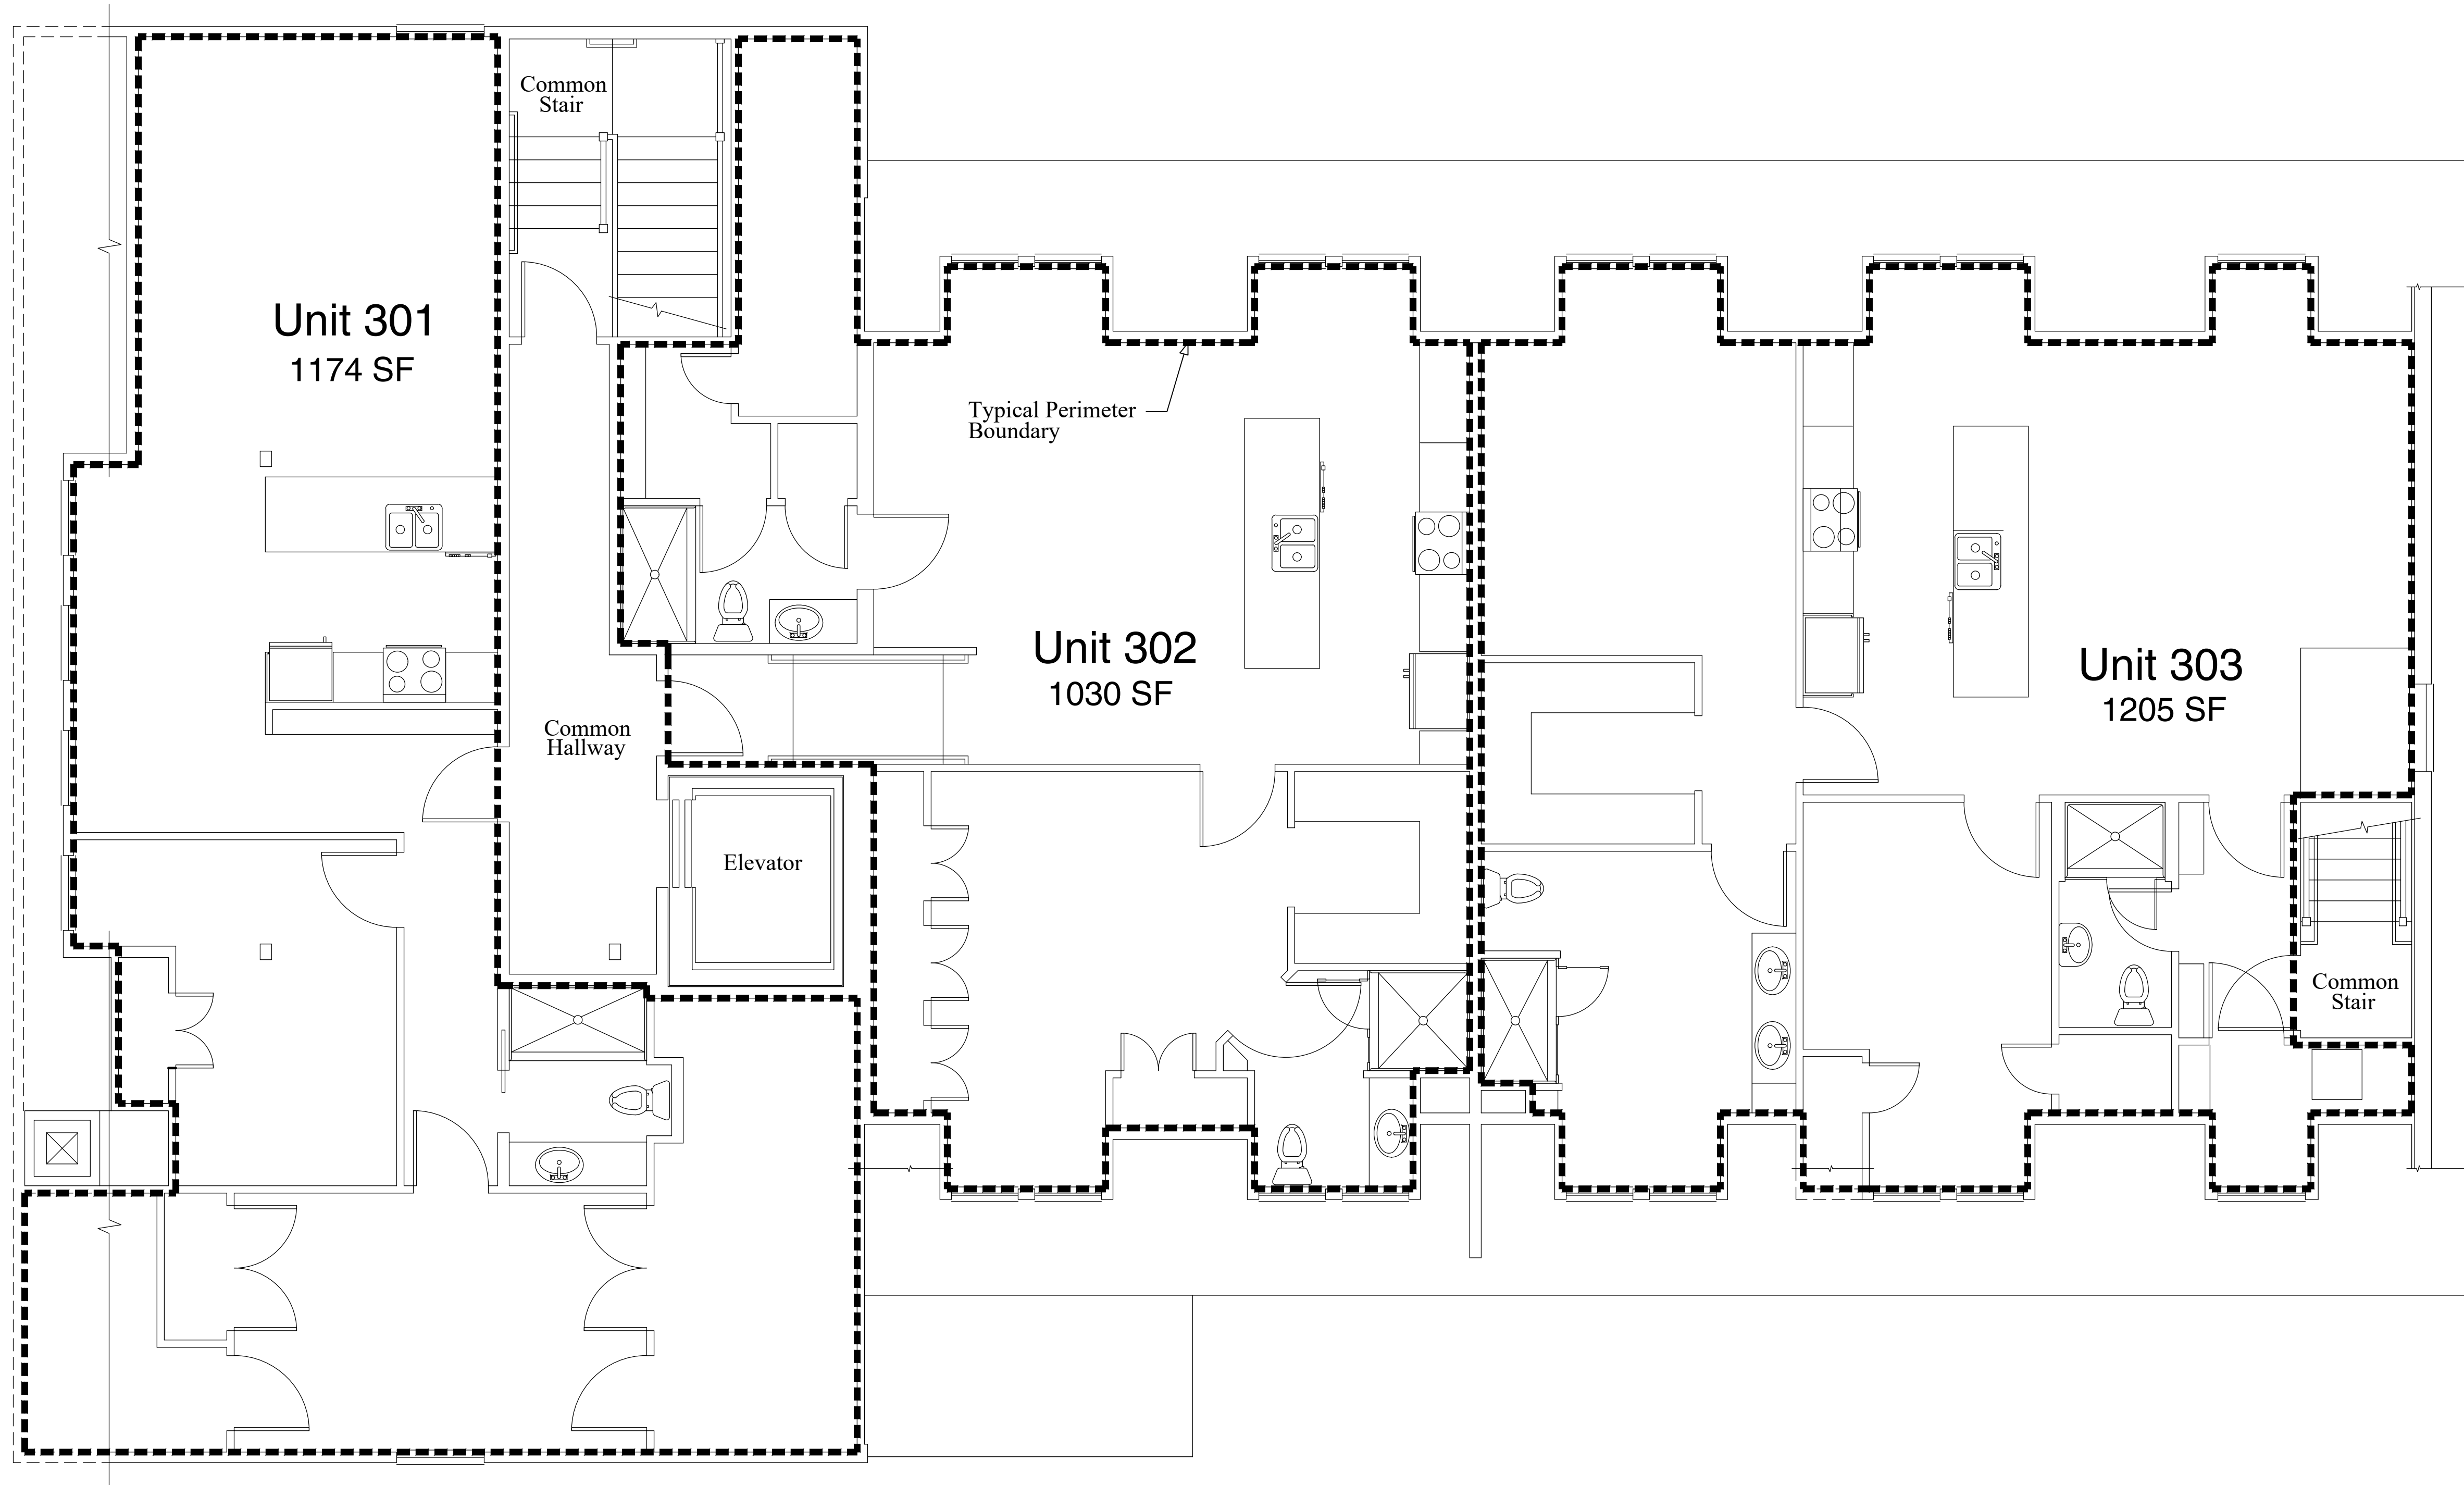 Common
Stair
Unit 301
1174 SF
Typical Perimeter
Boundary
Unit 302
1030 SF
Unit 303
1205 SF
Common
Hallway
Elevator
Common
Stair